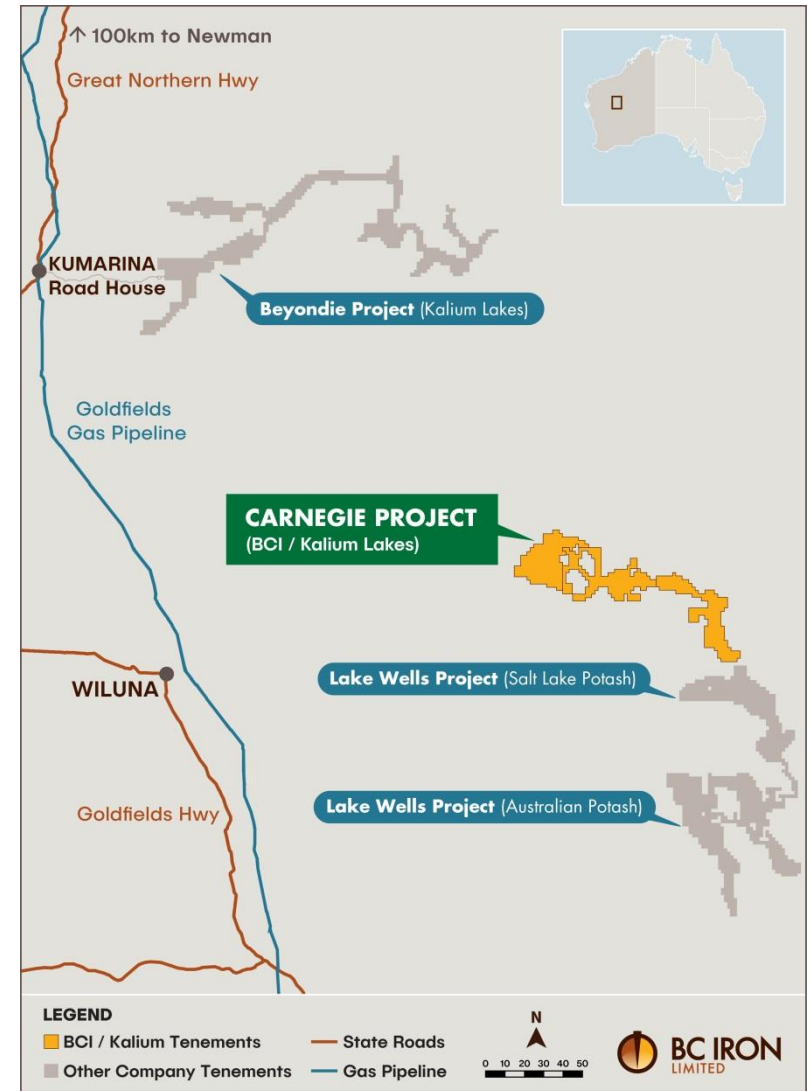 ↑ 100km to Newman
Great Northern Hwy
KUMARINA
Road House
Beyondie Project (Kalium Lakes)
Goldfields
Gas Pipeline
CARNEGIE PROJECT
(BCI / Kalium Lakes)
Lake Wells Project (Salt Lake Potash)
WILUNA
Lake Wells Project (Australian Potash)
Goldfields Hwy
LEGEND
BCI / Kalium Tenements
State Roads
Other Company Tenements
Gas Pipeline
N
0 10 20 30 40 50
BC IRON
LIMITED